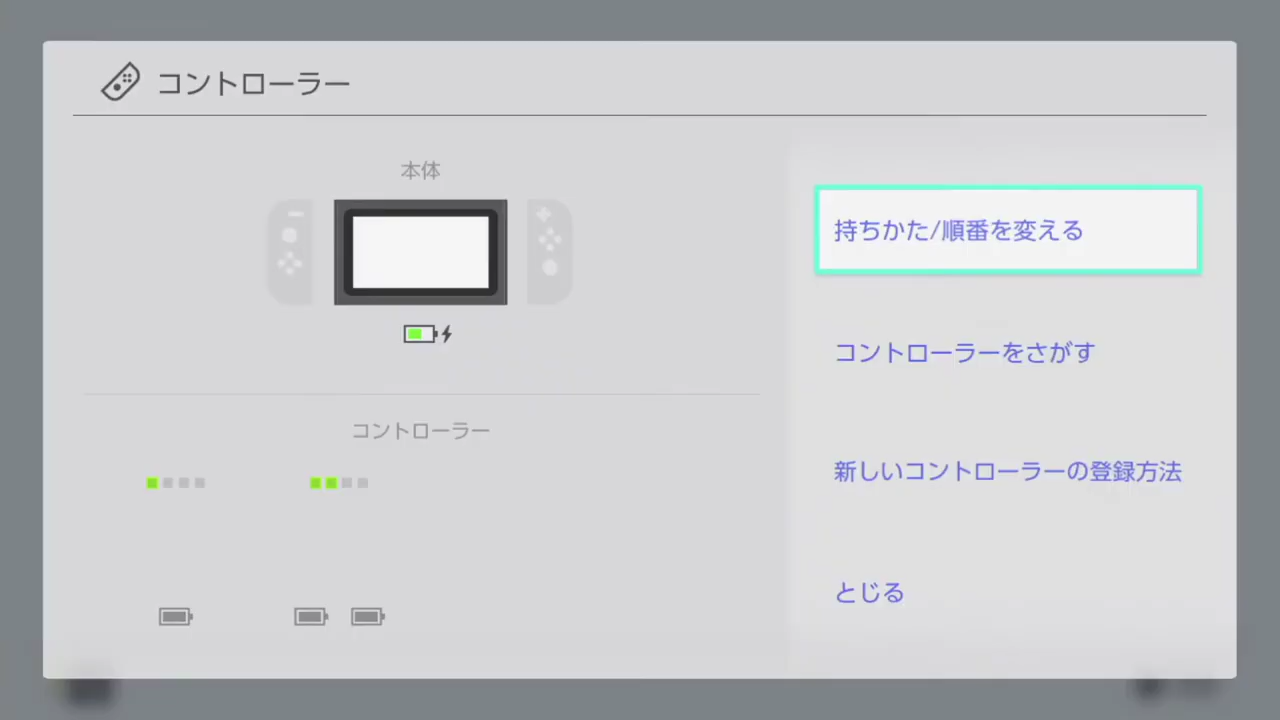 コントローラー
本体
コントローラー
持ちかた/順番を変える
コントローラーをさがす
新しいコントローラーの登録方法
とじる